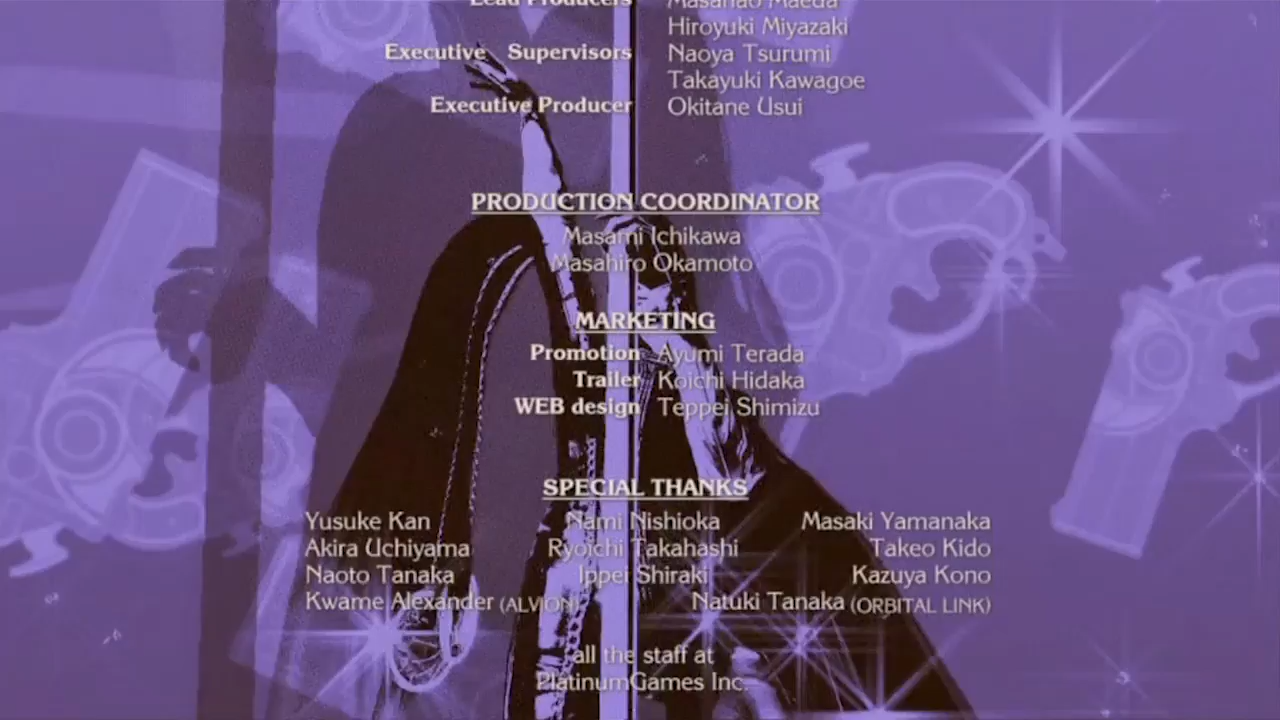 Lead Producers Masanao Maeda
Hiroyuki Miyazaki
Executive Supervisors Naoya Tsurumi
Takayuki Kawagoe
Executive Producer Okitane Usui
PRODUCTION COORDINATOR
Masami Ichikawa
Masahiro Okamoto
MARKETING
Promotion Ayumi Terada
Trailer Koichi Hidaka
WEB design Teppei Shimizu
SPECIAL THANKS
Yusuke Kan Nami Nishioka Masaki Yamanaka
Akira Uchiyama Ryoichi Takahashi Takeo Kido
Naoto Tanaka Ippei Shiraki Kazuya Kono
Kwame Alexander (ALVION) Natuki Tanaka (ORBITAL LINK)
all the staff at
PlatinumGames Inc.